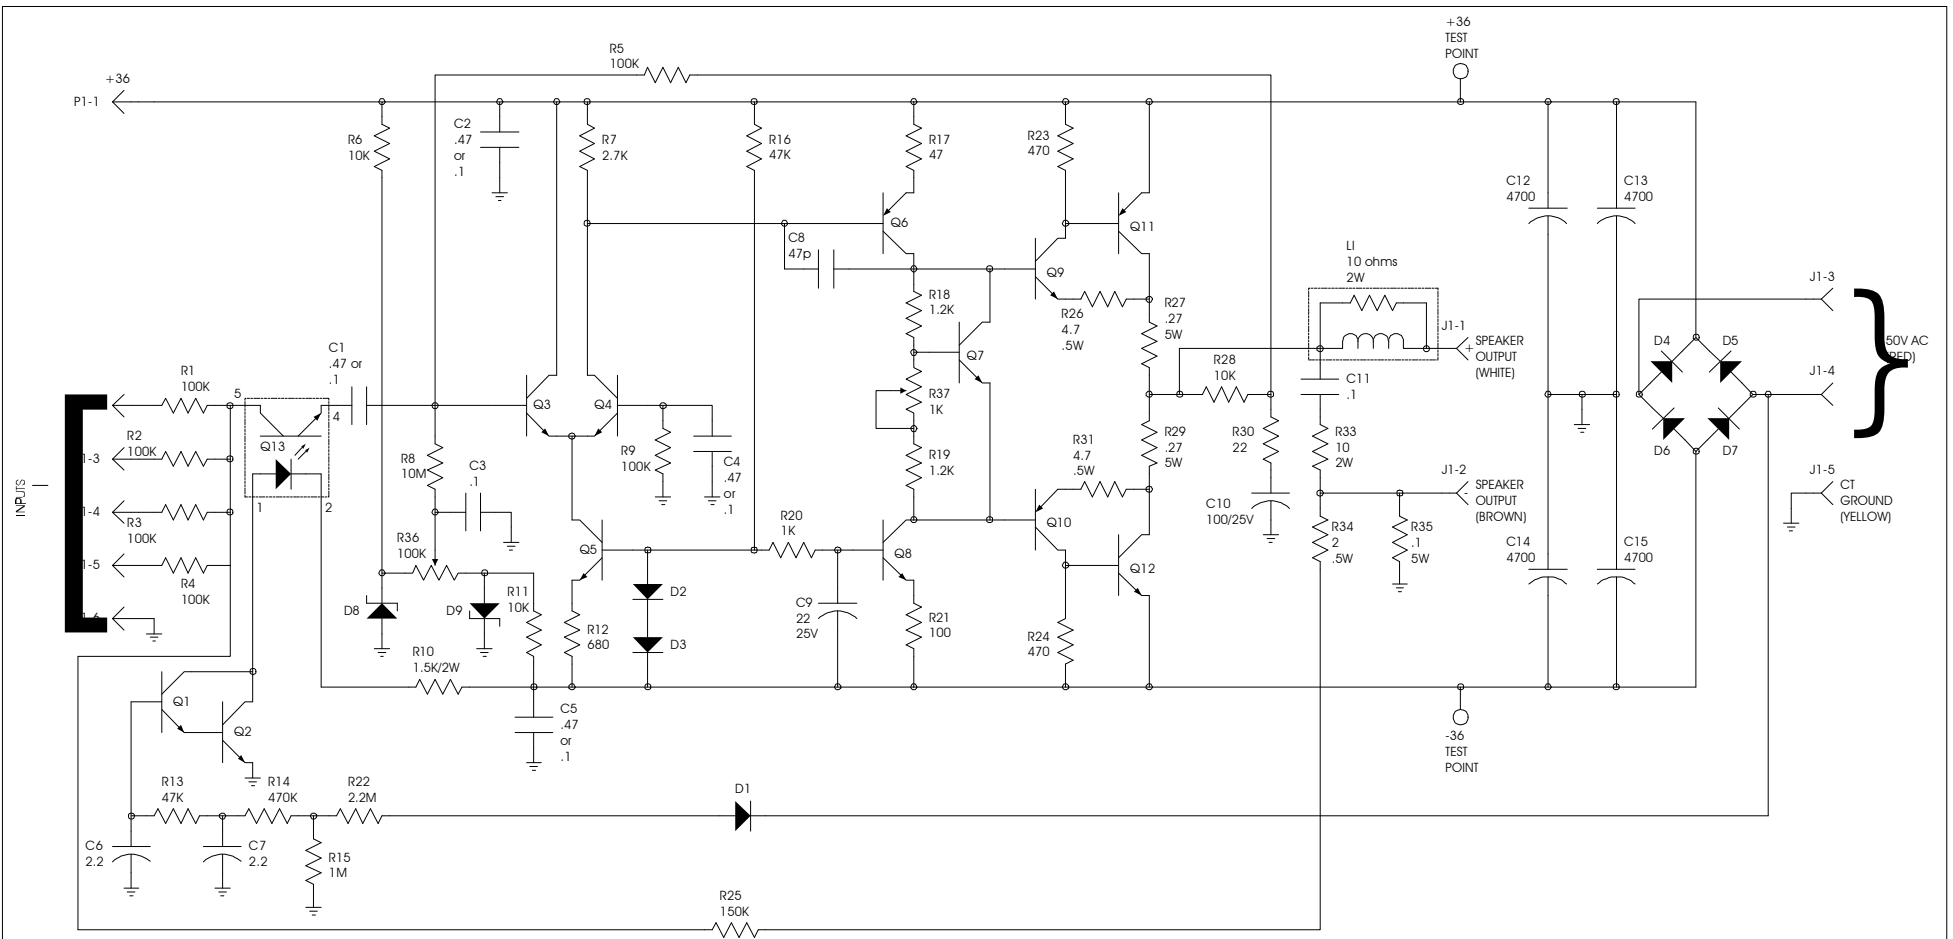 +36
P1-1
+36
TEST
POINT
R5
100K
R6
10K
C2
.47
or
.1
R7
2.7K
R16
47K
R17
47
R23
470
C12
4700
C13
4700
Q6
Q11
C8
47p
Q9
LI
10 ohms
2W
J1-3
R18
1.2K
R26
4.7
.5W
R27
.27
5W
J1-1
SPEAKER
+ OUTPUT
(WHITE)
D4
D5
50V AC
J1-4
C1
.47 or
.1
Q7
R28
10K
C11
.1
R1
100K
5
4
Q3
Q4
R37
1K
Q13
R2
100K
1-3
R8
10M
C3
.1
R9
100K
C4
.47
or
.1
R19
1.2K
R31
4.7
.5W
R29
.27
5W
R30
22
R33
10
2W
D6
D7
INPUTS
1
2
1-4
R3
100K
C10
100/25V
J1-2
SPEAKER
- OUTPUT
(BROWN)
J1-5
CT
GROUND
(YELLOW)
R36
100K
R20
1K
Q5
Q8
Q10
R34
2
.5W
R35
.1
5W
C14
4700
C15
4700
1-5
R4
100K
Q12
D8
D9
R11
10K
D2
C9
22
25V
R21
100
R12
680
D3
R24
470
R10
1.5K/2W
Q1
Q2
C5
.47
or
.1
-36
TEST
POINT
R13
47K
R14
470K
R22
2.2M
D1
C6
2.2
C7
2.2
R15
1M
R25
150K